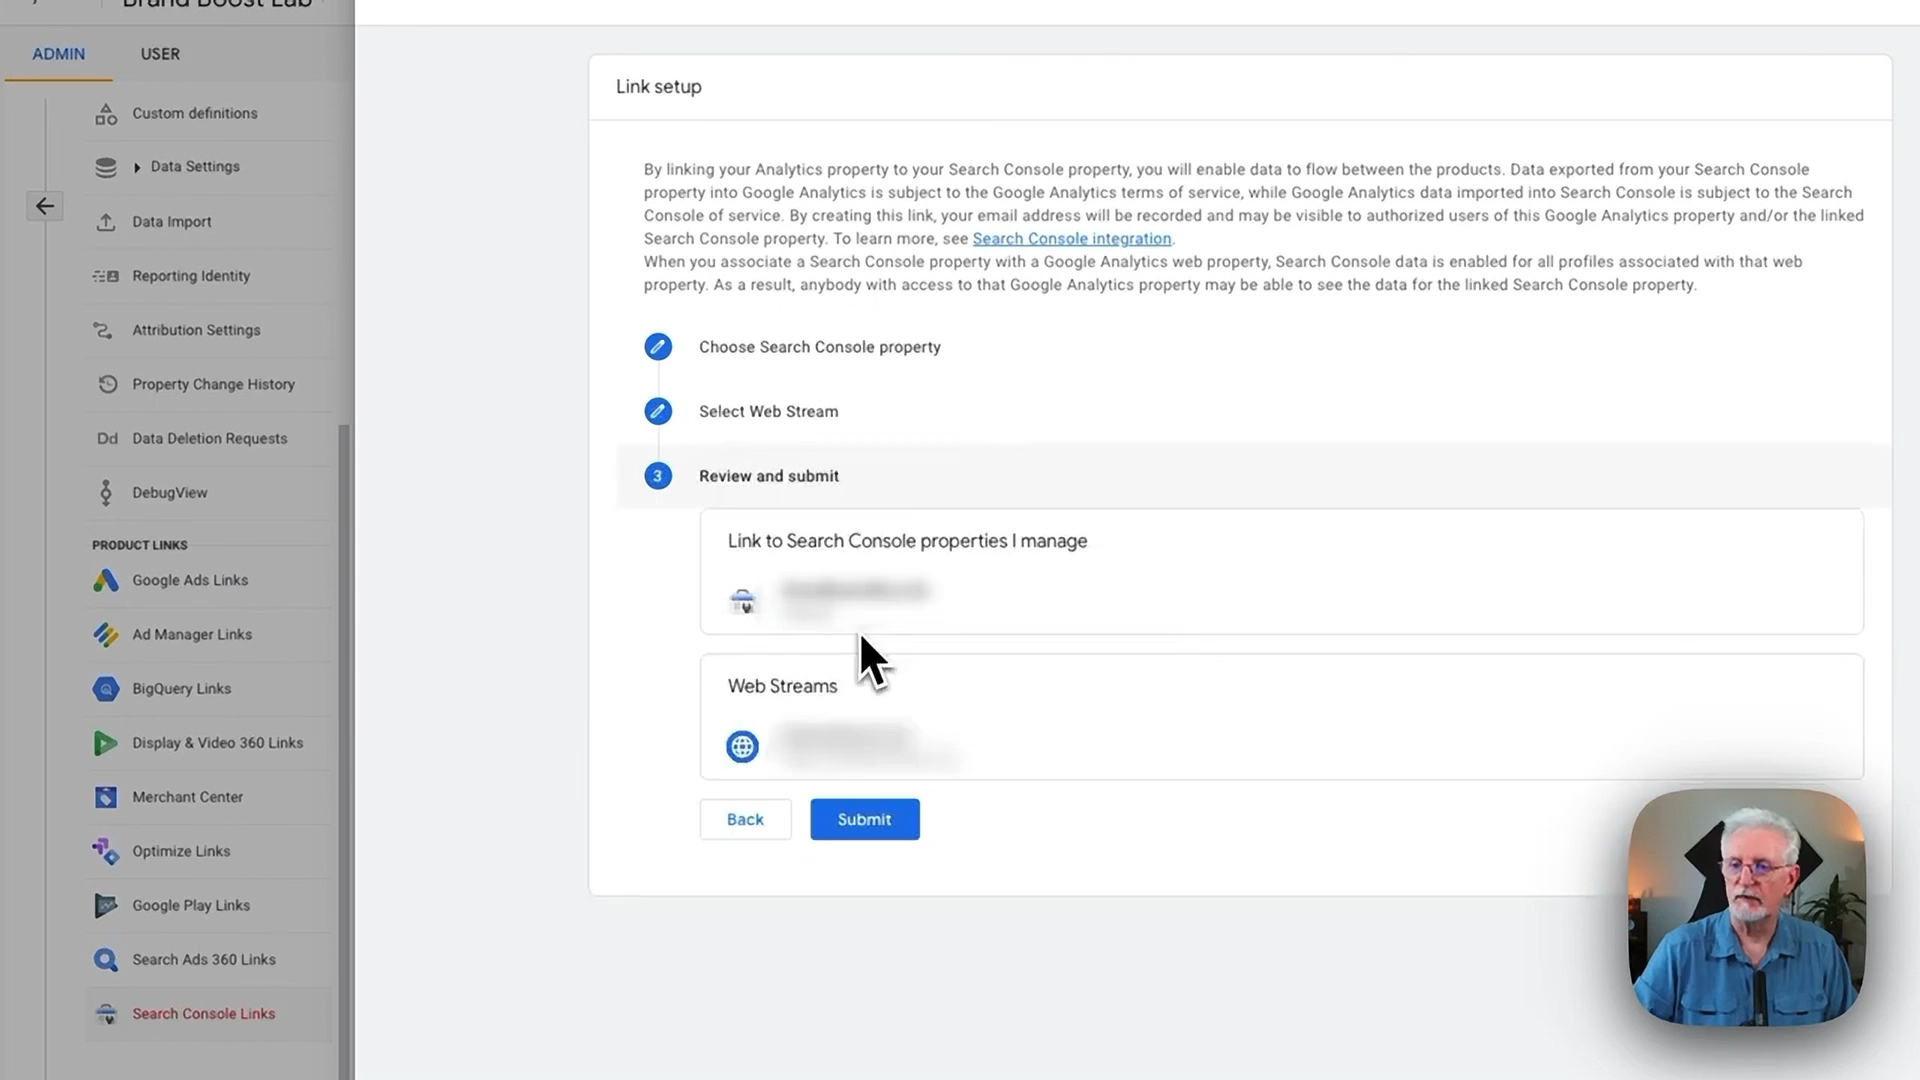 Brand Boost Lab
ADMIN
USER
Custom definitions
Data Settings
Data Import
Reporting Identity
Attribution Settings
Property Change History
Dd Data Deletion Requests
DebugView
PRODUCT LINKS
Google Ads Links
Ad Manager Links
BigQuery Links
Display & Video 360 Links
Merchant Center
Optimize Links
Google Play Links
Search Ads 360 Links
Search Console Links
Link setup
By linking your Analytics property to your Search Console property, you will enable data to flow between the products. Data exported from your Search Console
property into Google Analytics is subject to the Google Analytics terms of service, while Google Analytics data imported into Search Console is subject to the Search
Console of service. By creating this link, your email address will be recorded and may be visible to authorized users of this Google Analytics property and/or the linked
Search Console property. To learn more, see Search Console integration.
When you associate a Search Console property with a Google Analytics web property, Search Console data is enabled for all profiles associated with that web
property. As a result, anybody with access to that Google Analytics property may be able to see the data for the linked Search Console property.
Choose Search Console property
Select Web Stream
3 Review and submit
Link to Search Console properties I manage
Web Streams
Back
Submit